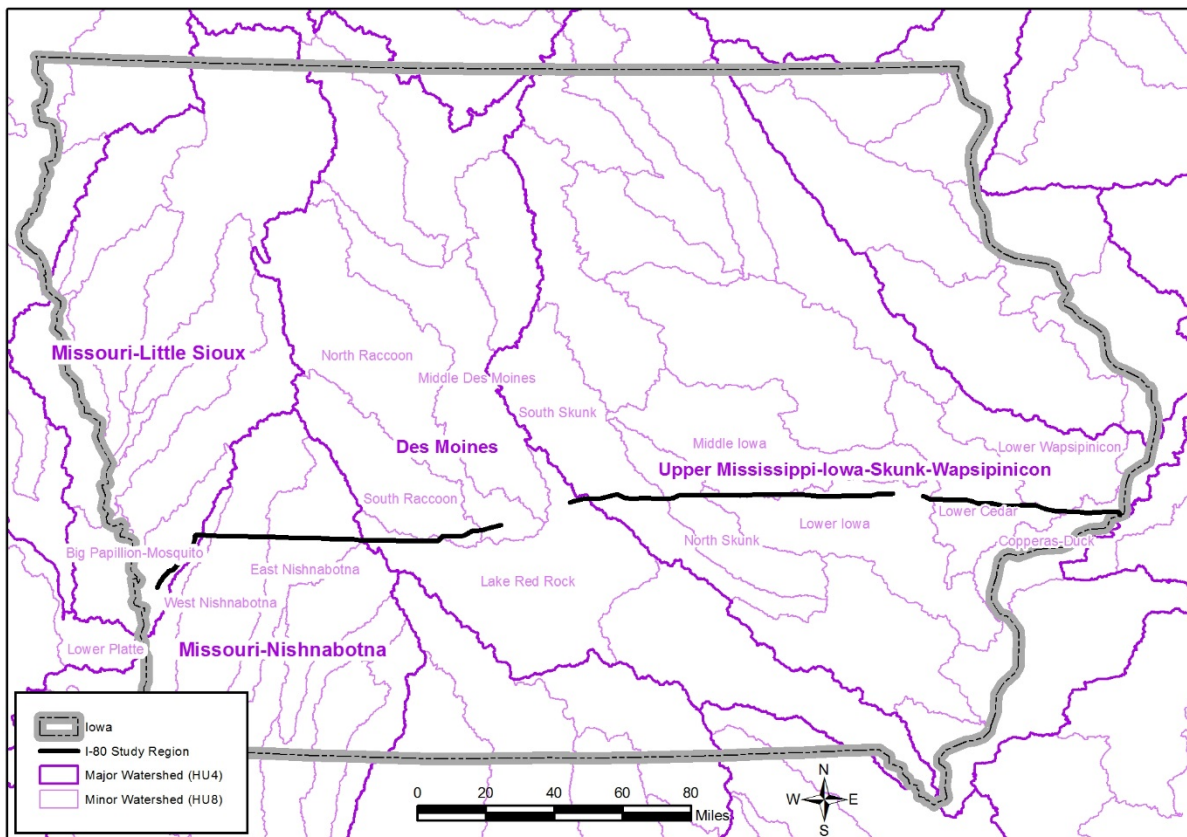 Missouri-Little Sioux
North Raccoon
Middle Des Moines
South Skunk
Des Moines
Middle Iowa
Lower Wapsipinicon
Upper Mississippi-Iowa-Skunk-Wapsipinicon
South Raccoon
Lower Iowa
Lower Cedar
North Skunk
Copperas-Duck
Big Papillion-Mosquito
East Nishnabotna
Lake Red Rock
West Nishnabotna
Missouri-Nishnabotna
Lower Platte
Iowa
I-80 Study Region
Major Watershed (HU4)
Minor Watershed (HU8)
0 20 40 60 80
Miles
N
W E
S